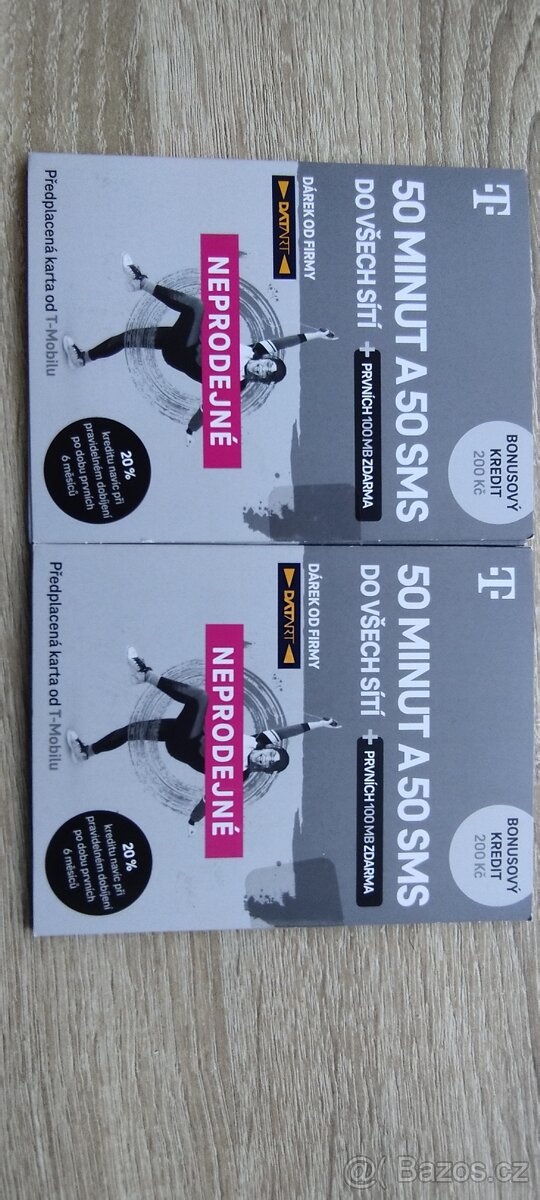 T
50 MINUT A 50 SMS
DO VŠECH SÍTÍ + PRVNÍCH 100 MB ZDARMA
BONUSOVÝ
KREDIT
200 Kč
DÁREK OD FIRMY
DATART
NEPRODEJNÉ
20 %
kreditu navíc při
pravidelném dobíjení
po dobu prvních
6 měsíců
Předplacená karta od T-Mobilu
T
50 MINUT A 50 SMS
DO VŠECH SÍTÍ + PRVNÍCH 100 MB ZDARMA
BONUSOVÝ
KREDIT
200 Kč
DÁREK OD FIRMY
DATART
NEPRODEJNÉ
20 %
kreditu navíc při
pravidelném dobíjení
po dobu prvních
6 měsíců
Předplacená karta od T-Mobilu
Bazos.cz